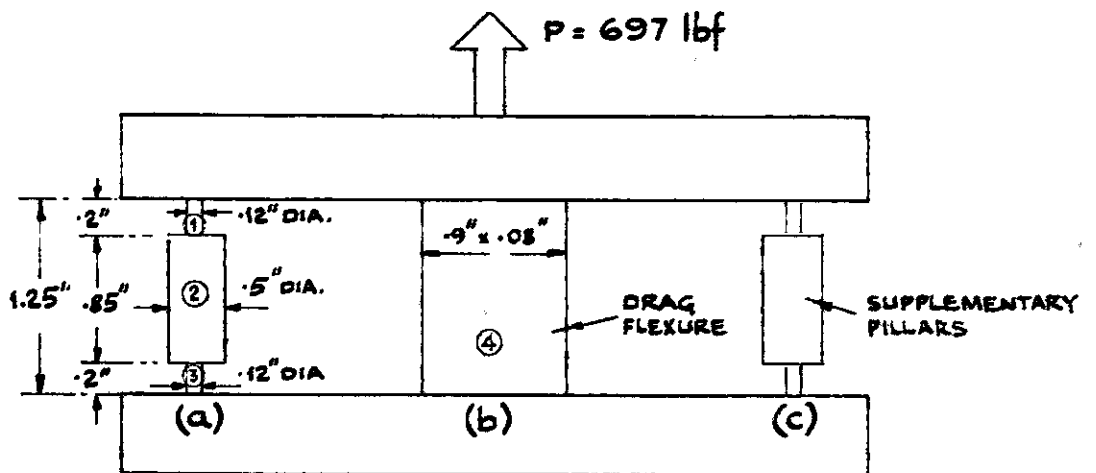 P = 697 lbf
.2"
.12" DIA.
1
.9" x .08"
1.25"
.85"
2
.5" DIA.
DRAG
FLEXURE
SUPPLEMENTARY
PILLARS
4
.2"
3
.12" DIA
(a)
(b)
(c)